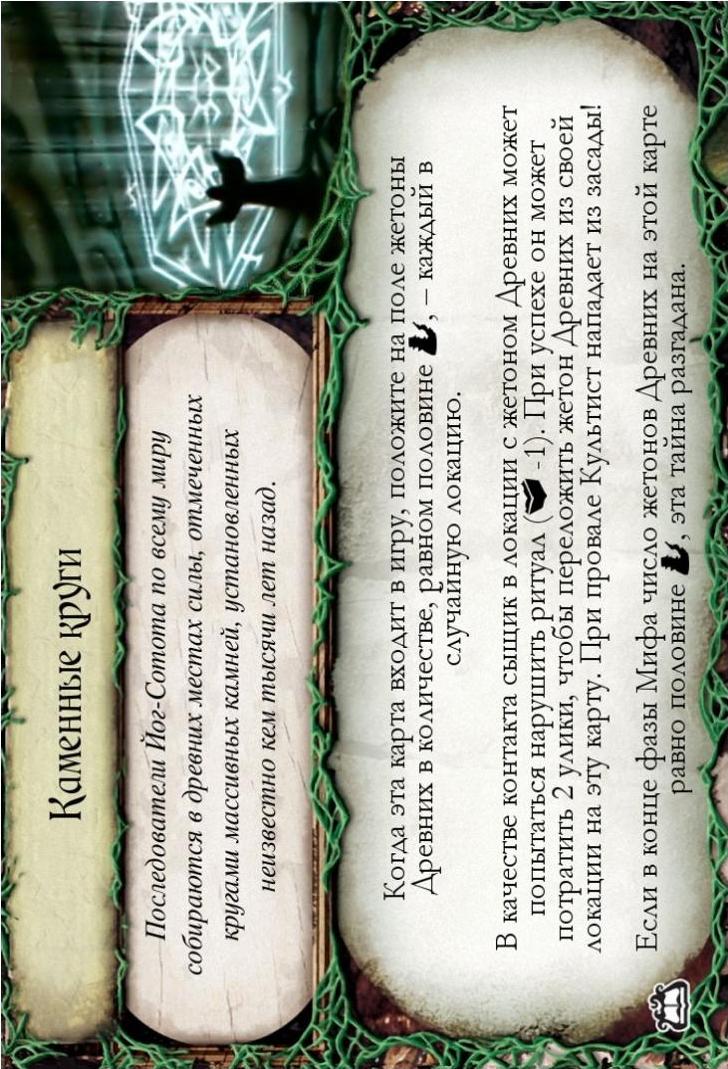 Каменные круги
Последователи Йог-Сотота по всему миру
собираются в древних местах силы, отмеченных
кругами массивных камней, установленных
неизвестно кем тысячи лет назад.
Когда эта карта входит в игру, положите на поле жетоны
Древних в количестве, равном половине , – каждый в
случайную локацию.
В качестве контакта сыщик в локации с жетоном Древних может
попытаться нарушить ритуал ( -1). При успехе он может
потратить 2 улики, чтобы переложить жетон Древних из своей
локации на эту карту. При провале Культист нападает из засады!
Если в конце фазы Мифа число жетонов Древних на этой карте
равно половине , эта тайна разгадана.